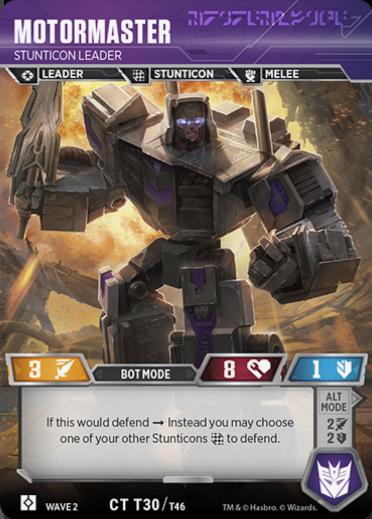 MOTORMASTER
STUNTICON LEADER
LEADER STUNTICON MELEE
3 BOT MODE 8 1
ALT
MODE
2
2
If this would defend → Instead you may choose
one of your other Stunticons to defend.
WAVE 2 CT T30/T46 TM & © Hasbro. © Wizards.